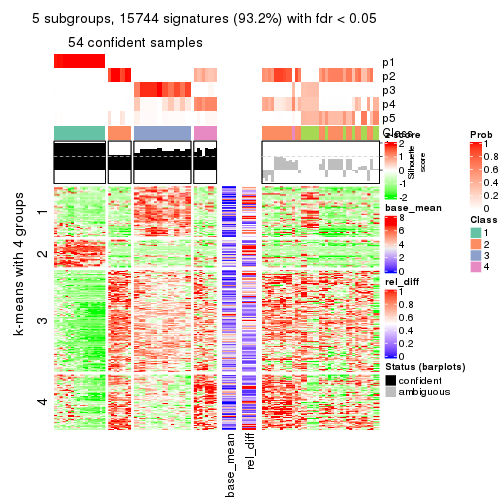 5 subgroups, 15744 signatures (93.2%) with fdr < 0.05
54 confident samples
p1
p2
p3
p4
p5
Class
k-means with 4 groups
1
2
3
4
base_mean
rel_diff
Silhouette
score
z-score
2
1
0
-1
-2
base_mean
8
6
4
2
0
rel_diff
1
0.8
0.6
0.4
0.2
0
Status (barplots)
confident
ambiguous
Prob
1
0.8
0.6
0.4
0.2
0
Class
1
2
3
4